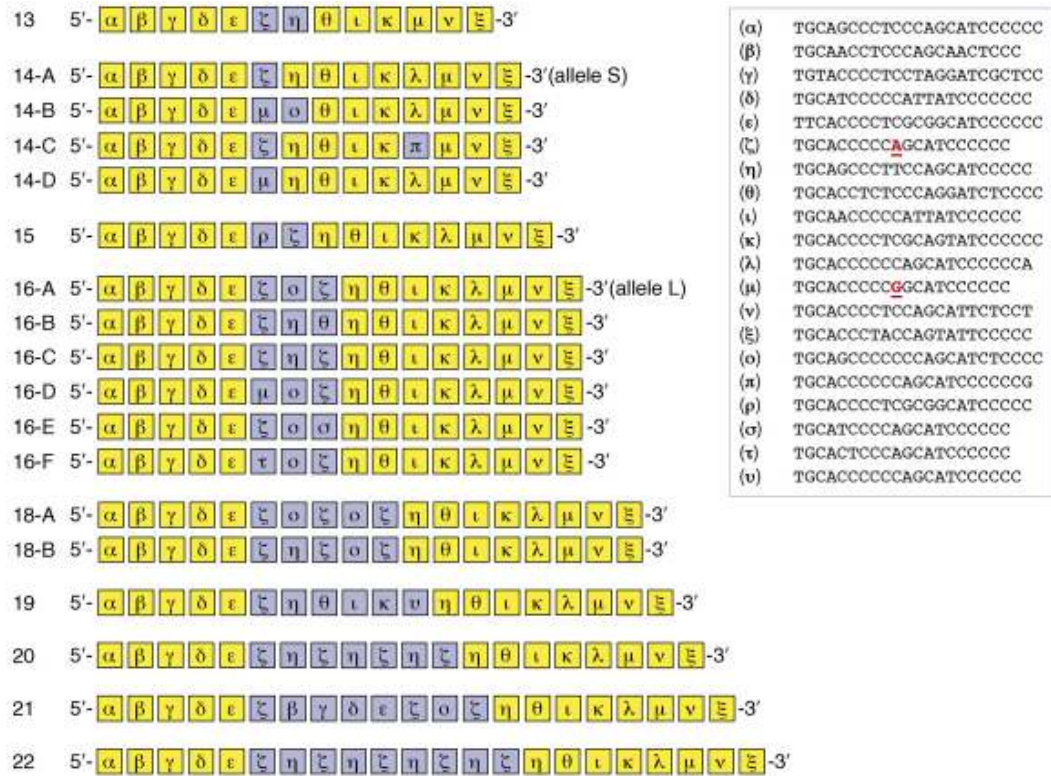 13 5′- α β γ δ ε ζ η θ ι κ μ ν ξ -3′
14-A 5′- α β γ δ ε ζ η θ ι κ λ μ ν ξ -3′(allele S)
14-B 5′- α β γ δ ε μ ο θ ι κ λ μ ν ξ -3′
14-C 5′- α β γ δ ε ζ η θ ι κ π μ ν ξ -3′
14-D 5′- α β γ δ ε μ η θ ι κ λ μ ν ξ -3′
15 5′- α β γ δ ε ρ ζ η θ ι κ λ μ ν ξ -3′
16-A 5′- α β γ δ ε ζ ο ζ η θ ι κ λ μ ν ξ -3′(allele L)
16-B 5′- α β γ δ ε ζ η θ η θ ι κ λ μ ν ξ -3′
16-C 5′- α β γ δ ε ζ η ζ η θ ι κ λ μ ν ξ -3′
16-D 5′- α β γ δ ε μ ο ζ η θ ι κ λ μ ν ξ -3′
16-E 5′- α β γ δ ε ζ ο σ η θ ι κ λ μ ν ξ -3′
16-F 5′- α β γ δ ε τ ο ζ η θ ι κ λ μ ν ξ -3′
18-A 5′- α β γ δ ε ζ ο ζ ο ζ η θ ι κ λ μ ν ξ -3′
18-B 5′- α β γ δ ε ζ η ζ ο ζ η θ ι κ λ μ ν ξ -3′
19 5′- α β γ δ ε ζ η θ ι κ υ η θ ι κ λ μ ν ξ -3′
20 5′- α β γ δ ε ζ η ζ η ζ η ζ η θ ι κ λ μ ν ξ -3′
21 5′- α β γ δ ε ζ β γ δ ε ζ ο ζ η θ ι κ λ μ ν ξ -3′
22 5′- α β γ δ ε ζ η ζ η ζ η ζ η ζ η θ ι κ λ μ ν ξ -3′
(α) TGCAGCCCTCCCAGCATCCCCCC
(β) TGCAACCTCCCAGCAACTCCC
(γ) TGTACCCCTCCTAGGATCGCTCC
(δ) TGCATCCCCCATTATCCCCCCC
(ε) TTCACCCCTCGCGGCATCCCCCC
(ζ) TGCACCCCCAGCATCCCCCC
(η) TGCAGCCCTTCCAGCATCCCCC
(θ) TGCACCTCTCCCAGGATCTCCCC
(ι) TGCAACCCCCATTATCCCCCC
(κ) TGCACCCCTCGCAGTATCCCCCC
(λ) TGCACCCCCCAGCATCCCCCCA
(μ) TGCACCCCCGGCATCCCCCC
(ν) TGCACCCCTCCAGCATTCTCCT
(ξ) TGCACCCTACCAGTATTCCCCC
(ο) TGCAGCCCCCCCAGCATCTCCCC
(π) TGCACCCCCCAGCATCCCCCCG
(ρ) TGCACCCCTCGCGGCATCCCCC
(σ) TGCATCCCCAGCATCCCCCC
(τ) TGCACTCCCAGCATCCCCCC
(υ) TGCACCCCCCAGCATCCCCCC